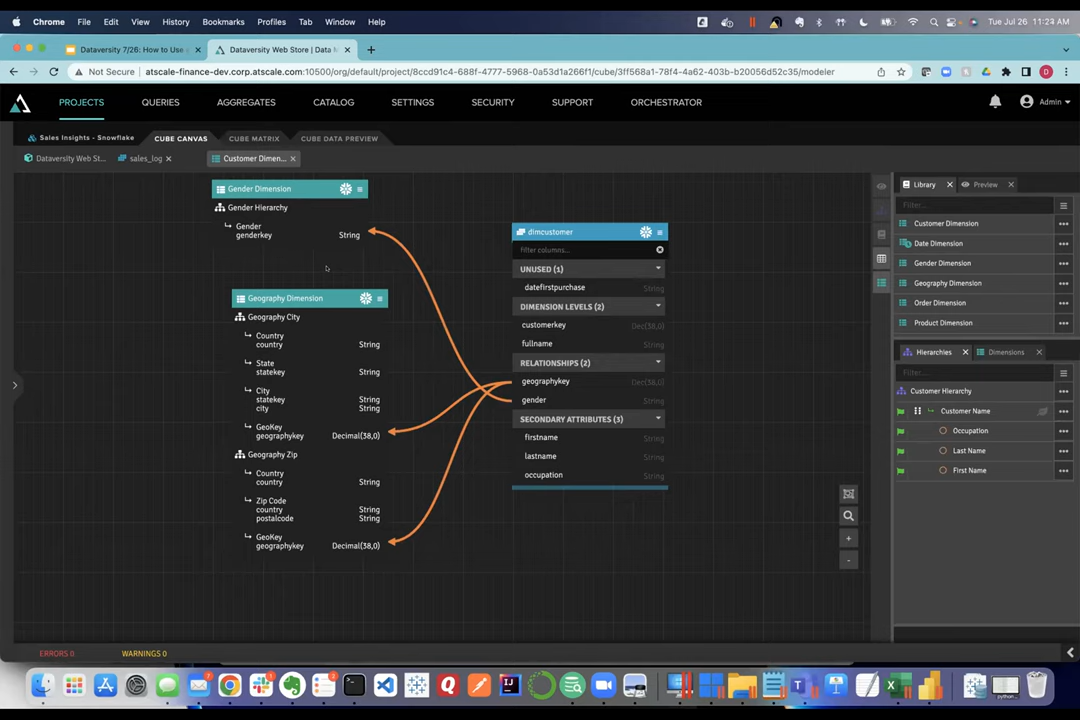 Chrome File Edit View History Bookmarks Profiles Tab Window Help
Tue Jul 26 11:23 AM
Dataversity 7/26: How to Use
Dataversity Web Store | Data M
Not Secure | atscale-finance-dev.corp.atscale.com:10500/org/default/project/8ccd91c4-688f-4777-5968-0a53d1a266f1/cube/3ff568a1-78f4-4a62-403b-b20056d52c35/modeler
PROJECTS QUERIES AGGREGATES CATALOG SETTINGS SECURITY SUPPORT ORCHESTRATOR
Admin
Sales Insights - Snowflake CUBE CANVAS CUBE MATRIX CUBE DATA PREVIEW
Dataversity Web St... sales_log Customer Dimen...
Gender Dimension
Gender Hierarchy
Gender
genderkey String
Geography Dimension
Geography City
Country
country String
State
statekey String
City
statekey String
city String
GeoKey
geographykey Decimal(38,0)
Geography Zip
Country
country String
Zip Code
country String
postalcode String
GeoKey
geographykey Decimal(38,0)
dimcustomer
filter columns...
UNUSED (1)
datefirstpurchase String
DIMENSION LEVELS (2)
customerkey Dec(38,0)
fullname String
RELATIONSHIPS (2)
geographykey Dec(38,0)
gender String
SECONDARY ATTRIBUTES (3)
firstname String
lastname String
occupation String
Library Preview
Filter...
Customer Dimension
Date Dimension
Gender Dimension
Geography Dimension
Order Dimension
Product Dimension
Hierarchies Dimensions
Filter...
Customer Hierarchy
Customer Name
Occupation
Last Name
First Name
+
-
ERRORS 0 WARNINGS 0